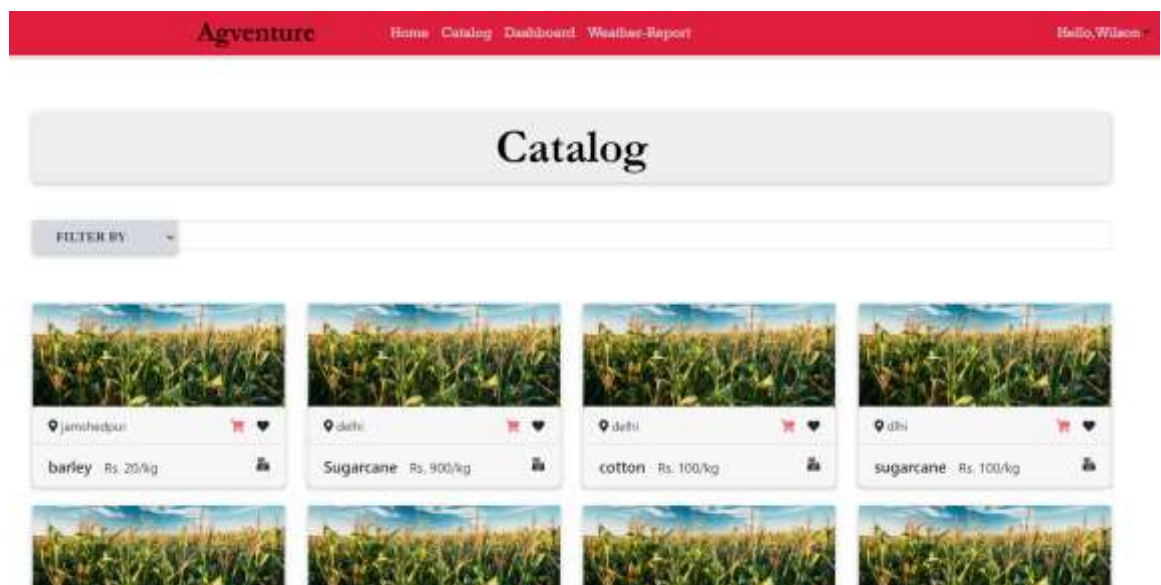 Agventure Home Catalog Dashboard Weather-Report Hello,Wilson
Catalog
FILTER BY
jamshedpur
delhi
delhi
dlhi
barley Rs. 20/kg
Sugarcane Rs. 900/kg
cotton Rs. 100/kg
sugarcane Rs. 100/kg